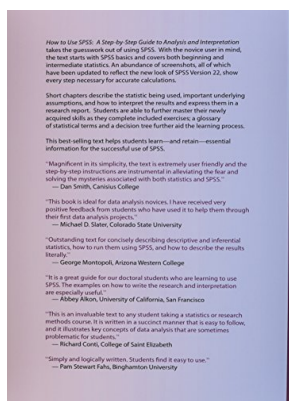 How to Use SPSS: A Step-by-Step Guide to Analysis and Interpretation
takes the guesswork out of using SPSS. With the novice user in mind,
the text starts with SPSS basics and covers both beginning and
intermediate statistics. An abundance of screenshots, all of which
have been updated to reflect the new look of SPSS Version 22, show
every step necessary for accurate calculations.
Short chapters describe the statistic being used, important underlying
assumptions, and how to interpret the results and express them in a
research report. Students are able to further master their newly
acquired skills as they complete included exercises; a glossary
of statistical terms and a decision tree further aid the learning process.
This best-selling text helps students learn—and retain—essential
information for the successful use of SPSS.
"Magnificent in its simplicity, the text is extremely user friendly and the
step-by-step instructions are instrumental in alleviating the fear and
solving the mysteries associated with both statistics and SPSS."
— Dan Smith, Canisius College
"This book is ideal for data analysis novices. I have received very
positive feedback from students who have used it to help them through
their first data analysis projects."
— Michael D. Slater, Colorado State University
"Outstanding text for concisely describing descriptive and inferential
statistics, how to run them using SPSS, and how to describe the results
literally."
— George Montopoli, Arizona Western College
"It is a great guide for our doctoral students who are learning to use
SPSS. The examples on how to write the research and interpretation
are especially useful."
— Abbey Alkon, University of California, San Francisco
"This is an invaluable text to any student taking a statistics or research
methods course. It is written in a succinct manner that is easy to follow,
and it illustrates key concepts of data analysis that are sometimes
problematic for students."
— Richard Conti, College of Saint Elizabeth
"Simply and logically written. Students find it easy to use."
— Pam Stewart Fahs, Binghamton University